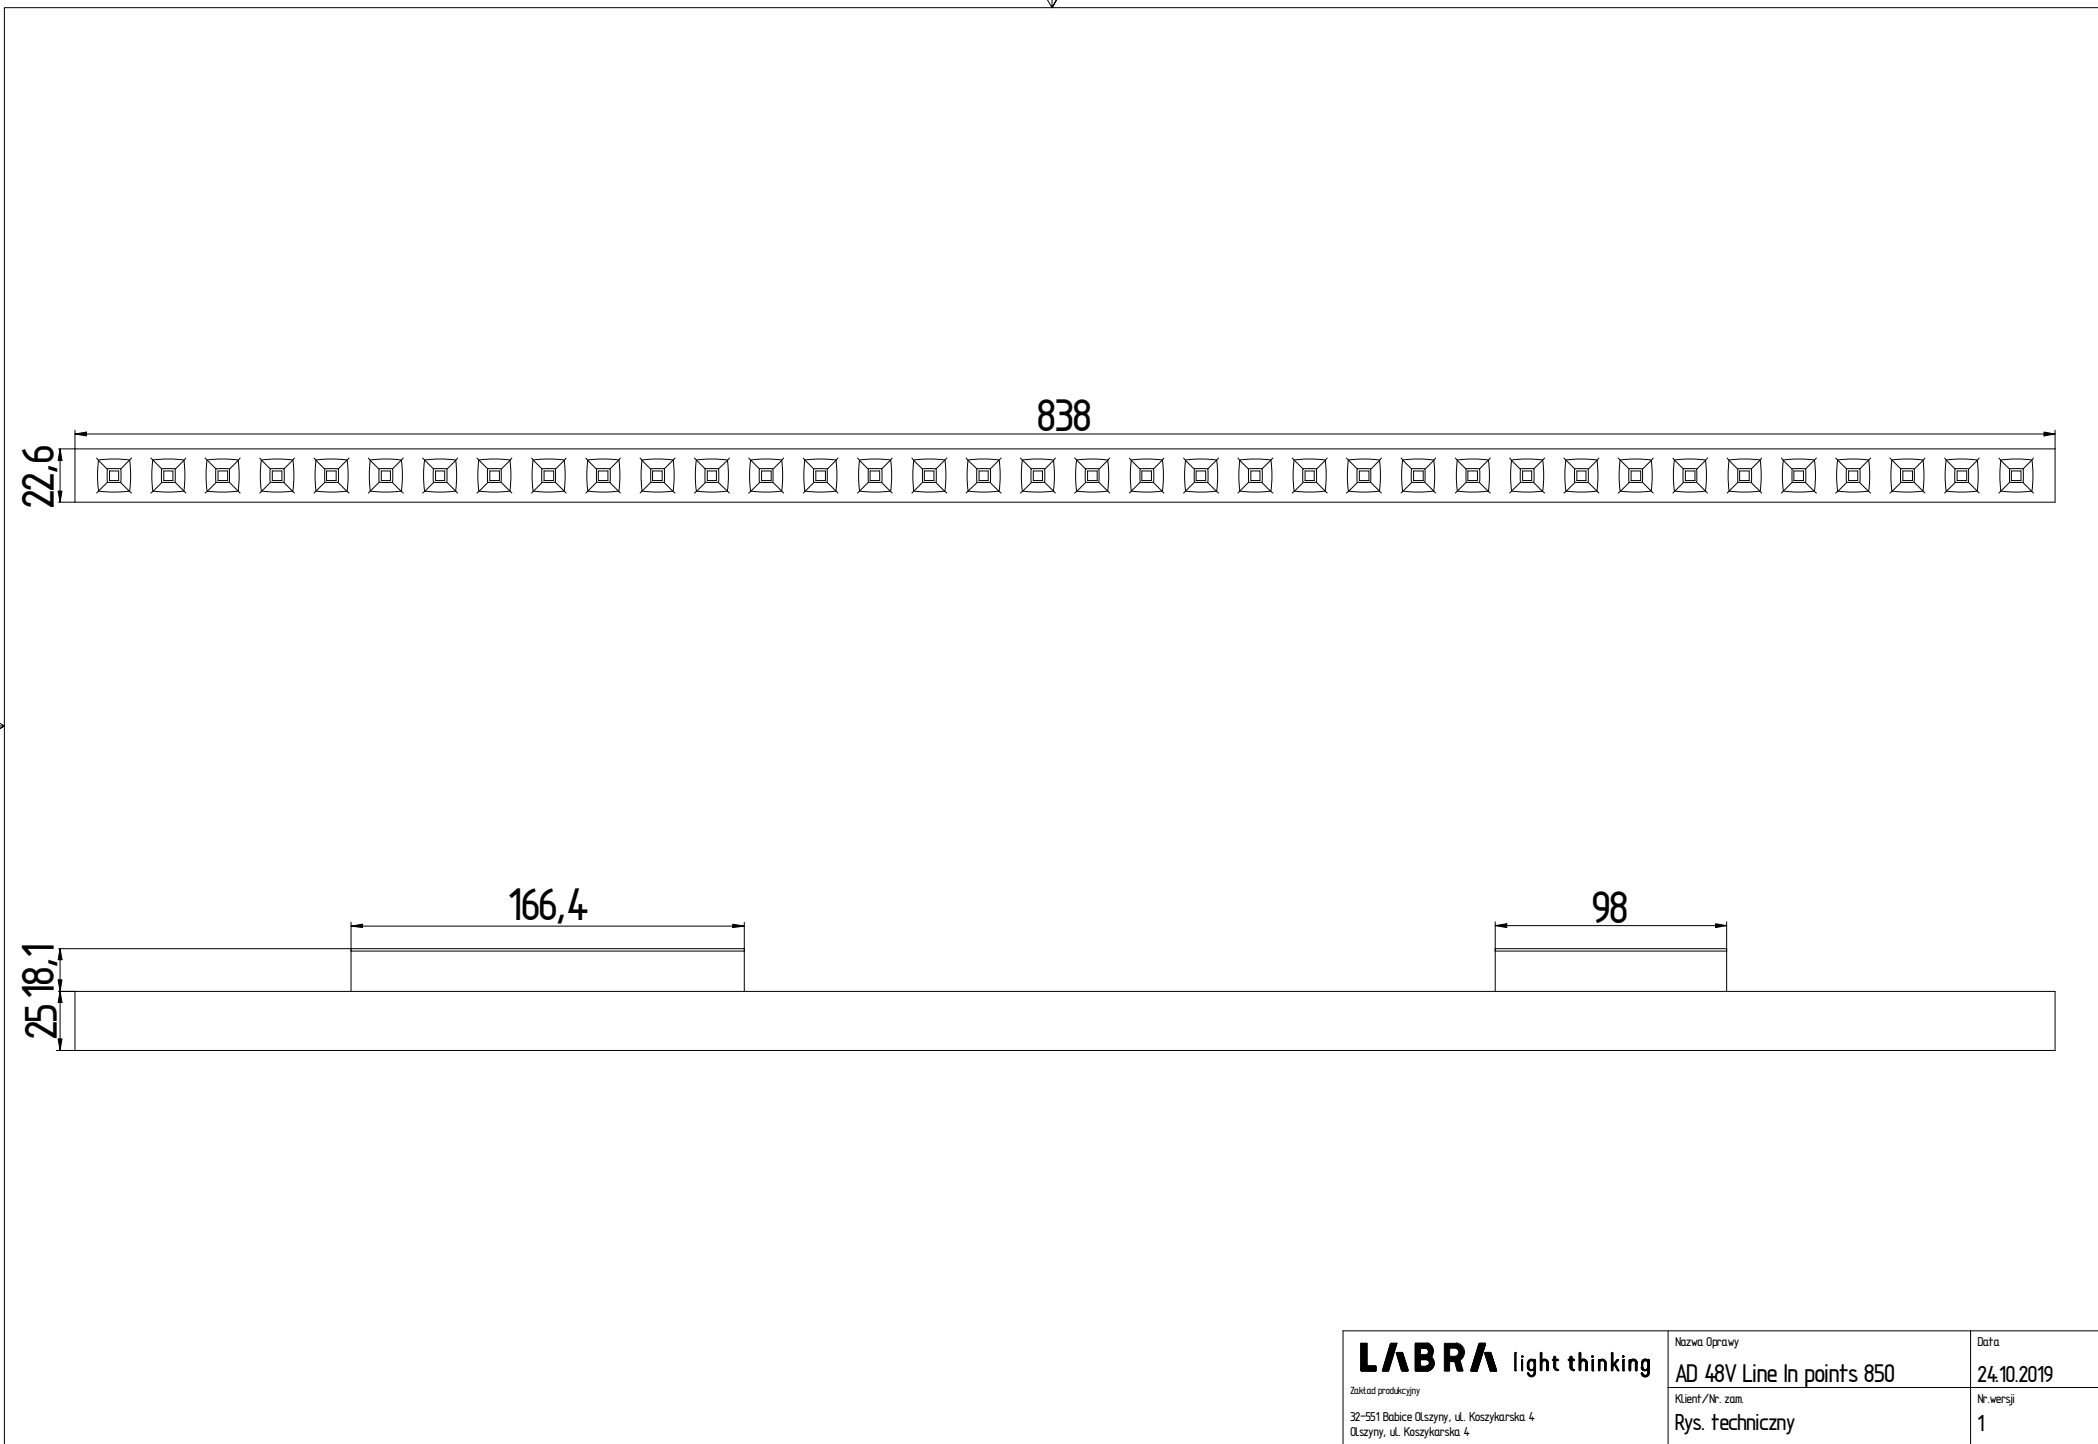 838
22,6
166,4
98
18,1
25
LABRA light thinking
Zakład produkcyjny
32-551 Babice Olszyny, ul. Koszykarska 4
Olszyny, ul. Koszykarska 4
Nazwa Oprawy
AD 48V Line In points 850
Klient/Nr. zam.
Rys. techniczny
Data
24.10.2019
Nr.wersji
1